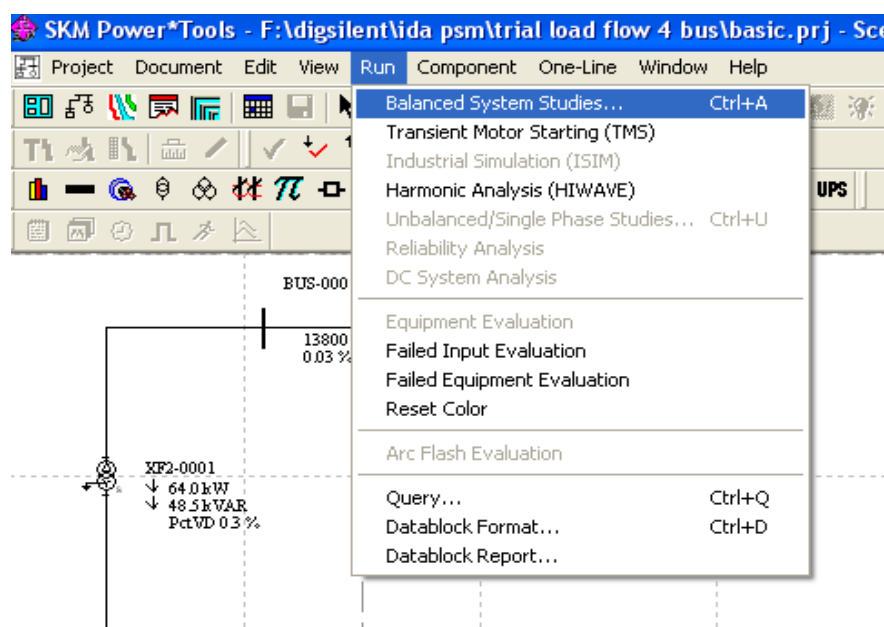 SKM Power*Tools - F:\digsilent\ida psm\trial load flow 4 bus\basic.prj - Sce
Project Document Edit View Run Component One-Line Window Help
Balanced System Studies... Ctrl+A
Transient Motor Starting (TMS)
Industrial Simulation (ISIM)
Harmonic Analysis (HIWAVE)
UPS
Unbalanced/Single Phase Studies... Ctrl+U
Reliability Analysis
DC System Analysis
BUS-000
Equipment Evaluation
13800
Failed Input Evaluation
0.03 %
Failed Equipment Evaluation
Reset Color
Arc Flash Evaluation
XF2-0001
64.0 kW
Query... Ctrl+Q
48.5 kVAR
PctVD 0.3 %
Datablock Format... Ctrl+D
Datablock Report...